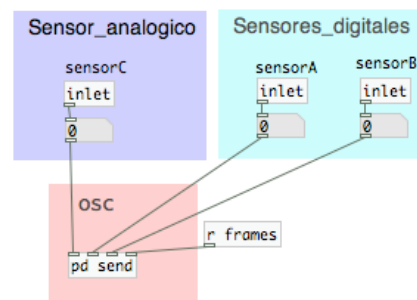 Sensor_analogico
Sensores_digitales
sensorC
sensorA
sensorB
inlet
inlet
inlet
0
0
0
osc
r frames
pd send